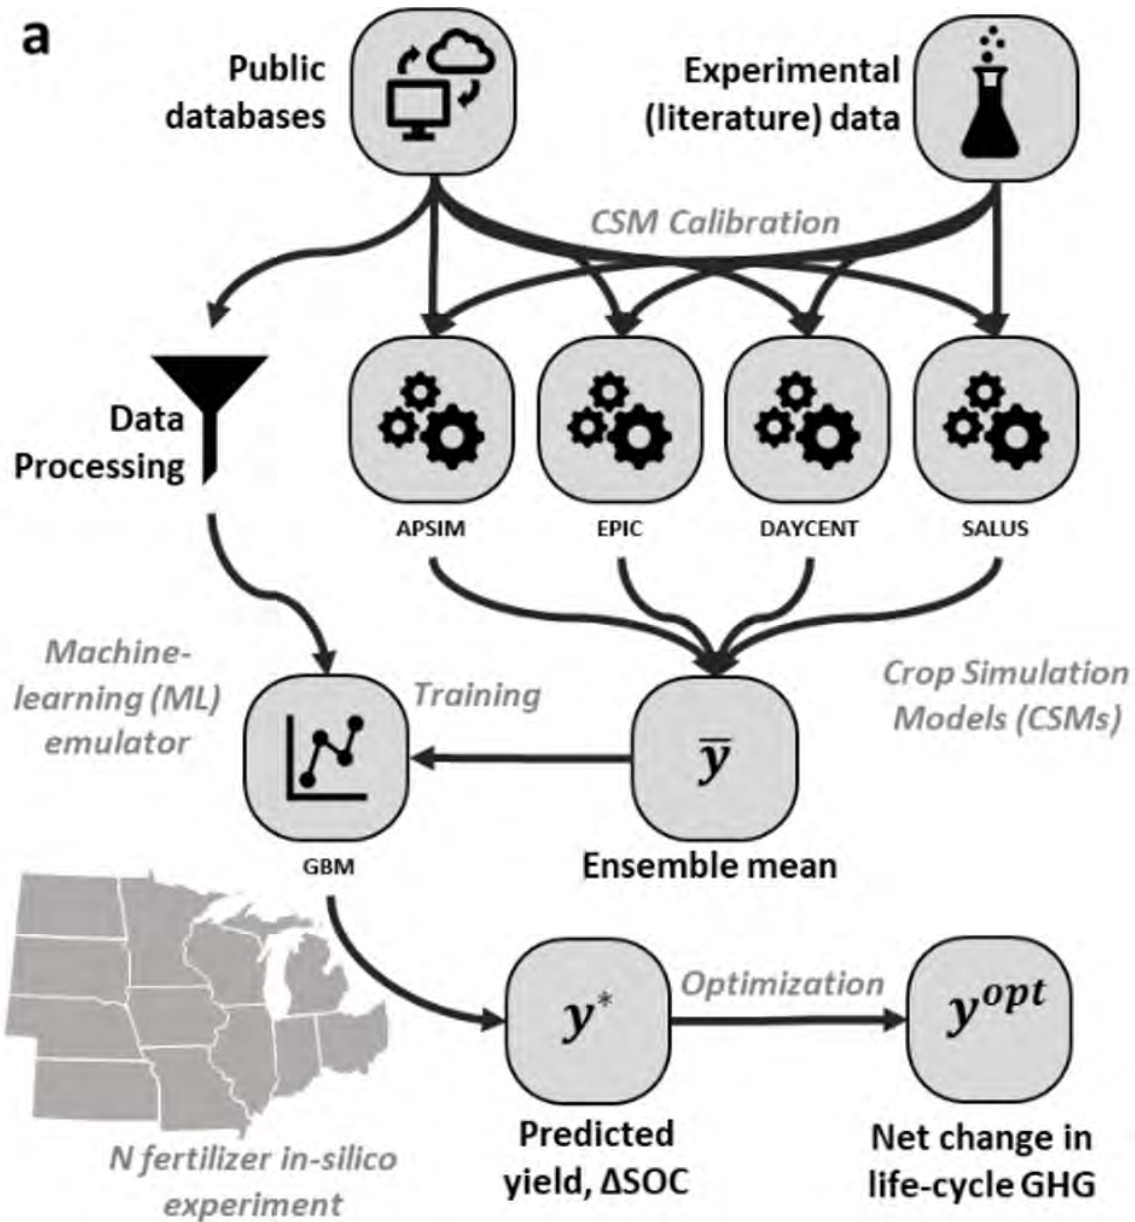 a
Public
databases
Experimental
(literature) data
CSM Calibration
Data
Processing
APSIM
EPIC
DAYCENT
SALUS
Machine-
learning (ML)
emulator
Training
Crop Simulation
Models (CSMs)
ȳ
GBM
Ensemble mean
y*
Optimization
y^opt
N fertilizer in-silico
experiment
Predicted
yield, ΔSOC
Net change in
life-cycle GHG